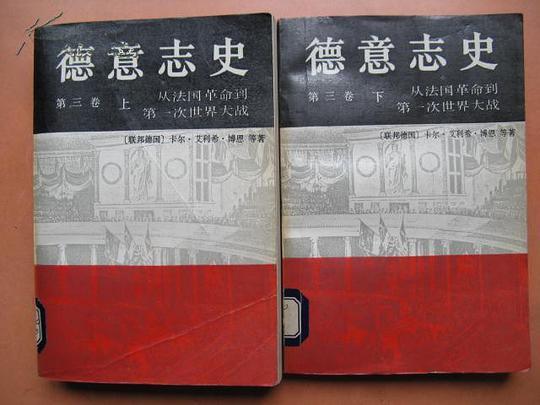 德意志史
第三卷 上
从法国革命到
第一次世界大战
〔联邦德国〕卡尔·艾利希·博恩 等著
德意志史
第三卷 下
从法国革命到
第一次世界大战
〔联邦德国〕卡尔·艾利希·博恩 等著